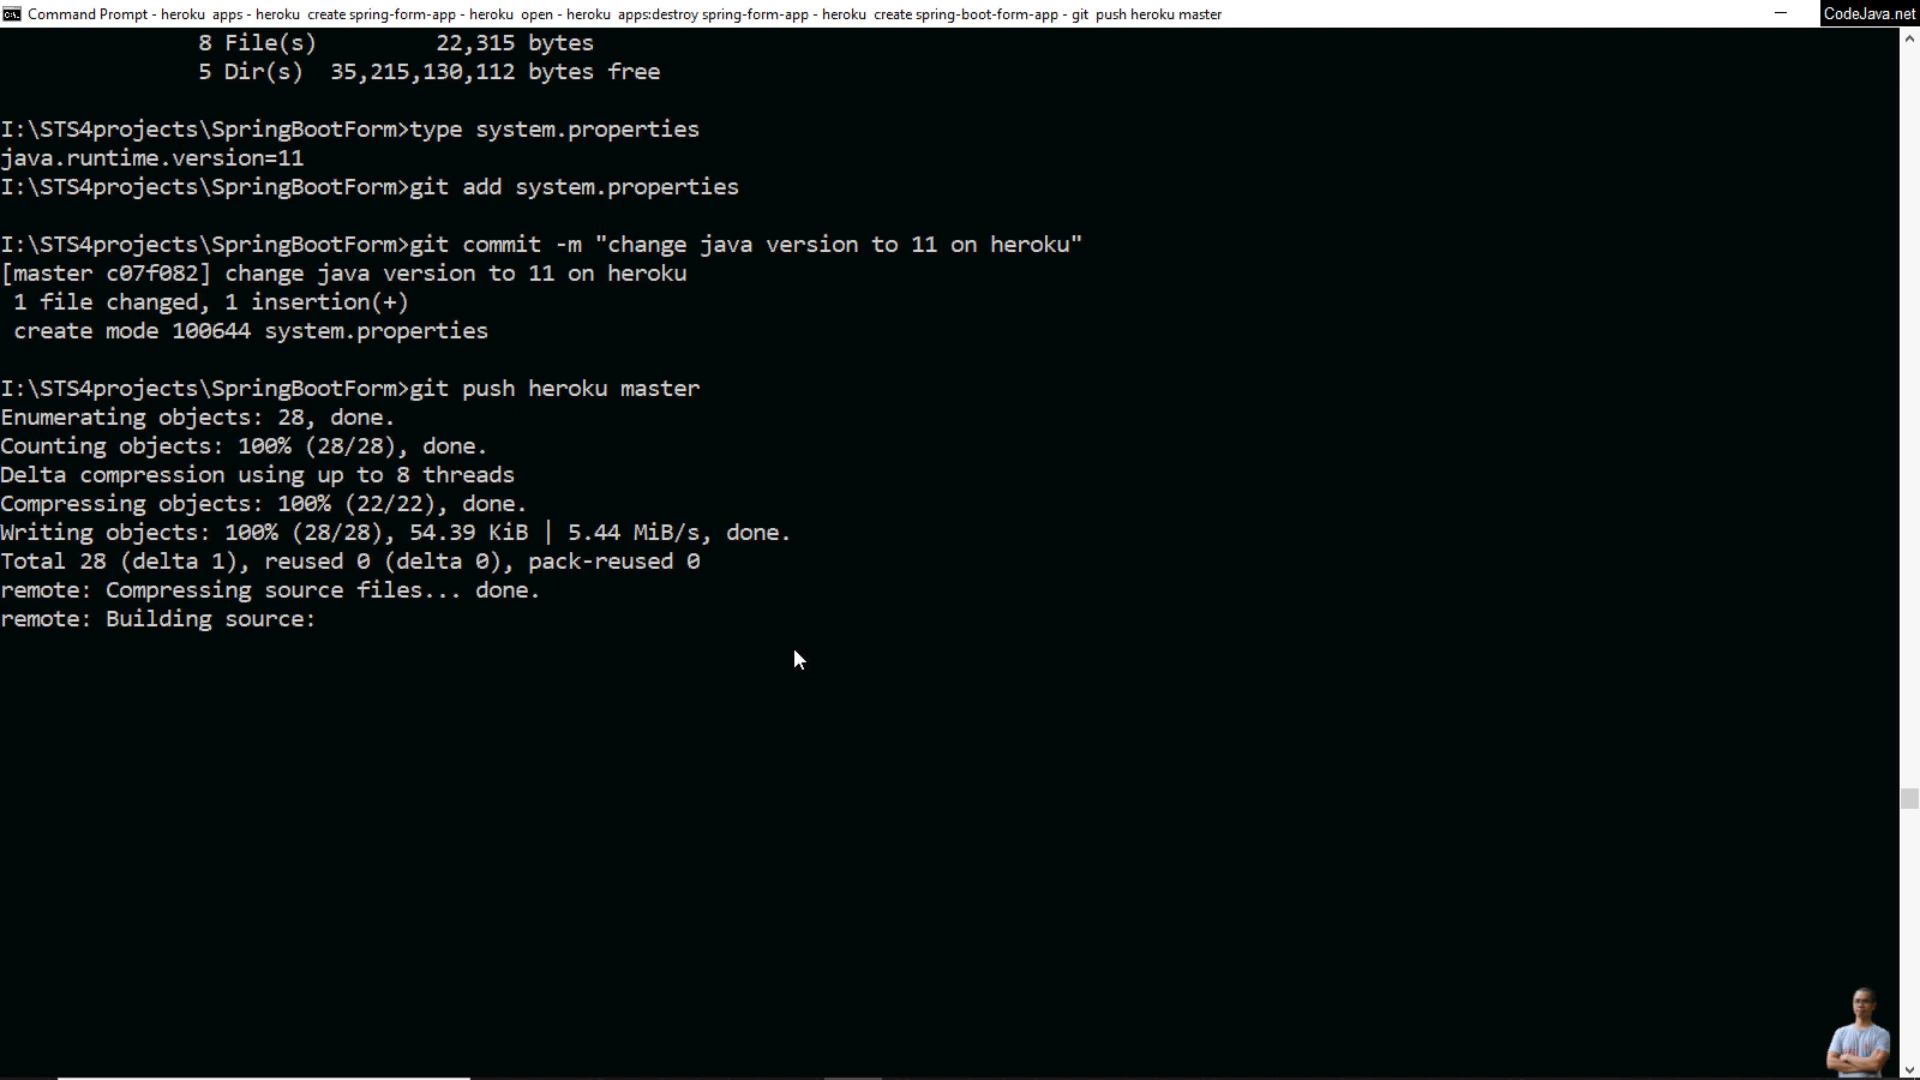 Command Prompt - heroku  apps - heroku  create spring-form-app - heroku  open - heroku  apps:destroy spring-form-app - heroku  create spring-boot-form-app - git  push heroku master
CodeJava.net
8 File(s)         22,315 bytes
5 Dir(s)  35,215,130,112 bytes free
I:\STS4projects\SpringBootForm>type system.properties
java.runtime.version=11
I:\STS4projects\SpringBootForm>git add system.properties
I:\STS4projects\SpringBootForm>git commit -m "change java version to 11 on heroku"
[master c07f082] change java version to 11 on heroku
1 file changed, 1 insertion(+)
create mode 100644 system.properties
I:\STS4projects\SpringBootForm>git push heroku master
Enumerating objects: 28, done.
Counting objects: 100% (28/28), done.
Delta compression using up to 8 threads
Compressing objects: 100% (22/22), done.
Writing objects: 100% (28/28), 54.39 KiB | 5.44 MiB/s, done.
Total 28 (delta 1), reused 0 (delta 0), pack-reused 0
remote: Compressing source files... done.
remote: Building source: